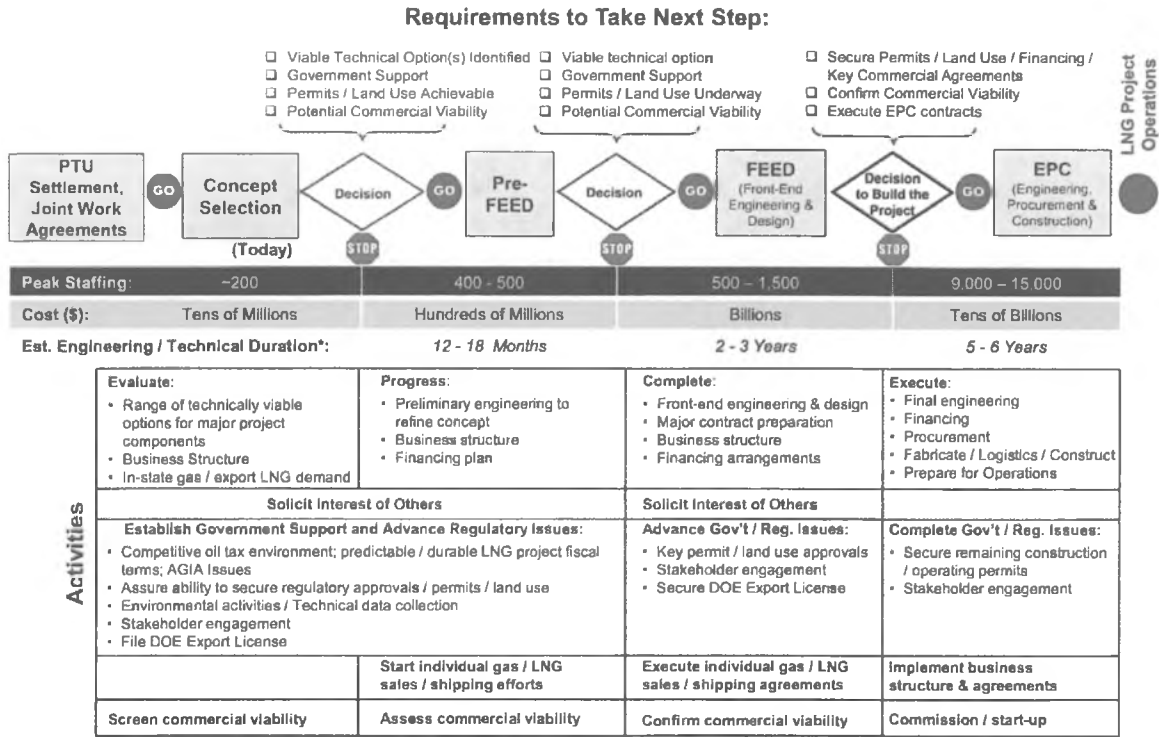 Requirements to Take Next Step:
❑ Viable Technical Option(s) Identified
❑ Government Support
❑ Permits / Land Use Achievable
❑ Potential Commercial Viability
❑ Viable technical option
❑ Government Support
❑ Permits / Land Use Underway
❑ Potential Commercial Viability
❑ Secure Permits / Land Use / Financing /
Key Commercial Agreements
❑ Confirm Commercial Viability
❑ Execute EPC contracts
LNG Project
Operations
PTU
Settlement,
Joint Work
Agreements
GO
Concept
Selection
(Today)
Decision
STOP
GO
Pre-
FEED
Decision
STOP
GO
FEED
(Front-End
Engineering &
Design)
Decision
to Build the
Project
STOP
GO
EPC
(Engineering,
Procurement &
Construction)
Peak Staffing: ~200 400 - 500 500 – 1,500 9,000 – 15,000
Cost ($): Tens of Millions Hundreds of Millions Billions Tens of Billions
Est. Engineering / Technical Duration*: 12 - 18 Months 2 - 3 Years 5 - 6 Years
Activities
Evaluate:
• Range of technically viable
options for major project
components
• Business Structure
• In-state gas / export LNG demand
Progress:
• Preliminary engineering to
refine concept
• Business structure
• Financing plan
Complete:
• Front-end engineering & design
• Major contract preparation
• Business structure
• Financing arrangements
Execute:
• Final engineering
• Financing
• Procurement
• Fabricate / Logistics / Construct
• Prepare for Operations
Solicit Interest of Others
Solicit Interest of Others
Establish Government Support and Advance Regulatory Issues:
• Competitive oil tax environment; predictable / durable LNG project fiscal
terms; AGIA Issues
• Assure ability to secure regulatory approvals / permits / land use
• Environmental activities / Technical data collection
• Stakeholder engagement
• File DOE Export License
Advance Gov't / Reg. Issues:
• Key permit / land use approvals
• Stakeholder engagement
• Secure DOE Export License
Complete Gov't / Reg. Issues:
• Secure remaining construction
/ operating permits
• Stakeholder engagement
Start individual gas / LNG
sales / shipping efforts
Execute individual gas / LNG
sales / shipping agreements
Implement business
structure & agreements
Screen commercial viability
Assess commercial viability
Confirm commercial viability
Commission / start-up